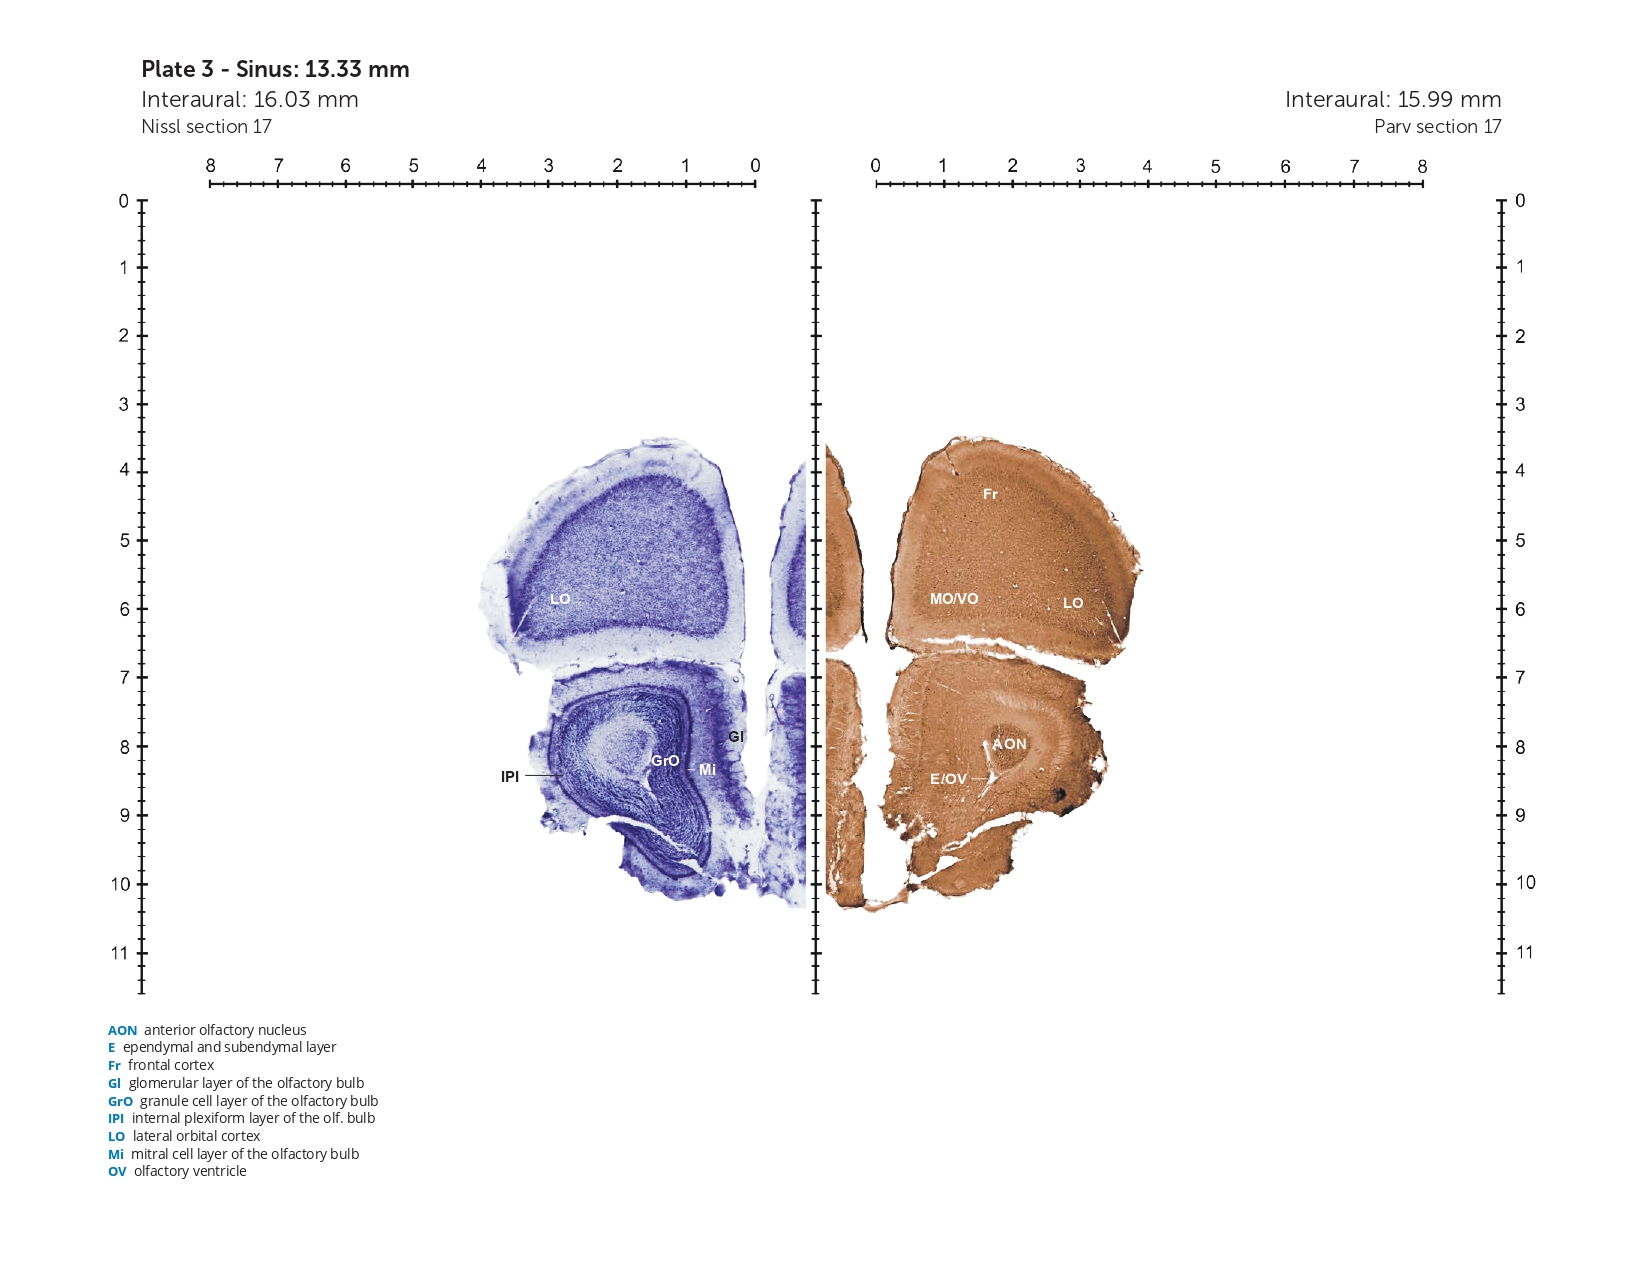 Plate 3 - Sinus: 13.33 mm
Interaural: 16.03 mm
Interaural: 15.99 mm
Nissl section 17
Parv section 17
8 7 6 5 4 3 2 1 0
0 1 2 3 4 5 6 7 8
0 0
1 1
2 2
3 3
4 4
Fr
5 5
LO MO/VO LO
6 6
7 7
Gl AON
8 8
GrO Mi
IPI E/OV
9 9
10 10
11 11
AON anterior olfactory nucleus
E ependymal and subendymal layer
Fr frontal cortex
Gl glomerular layer of the olfactory bulb
GrO granule cell layer of the olfactory bulb
IPI internal plexiform layer of the olf. bulb
LO lateral orbital cortex
Mi mitral cell layer of the olfactory bulb
OV olfactory ventricle